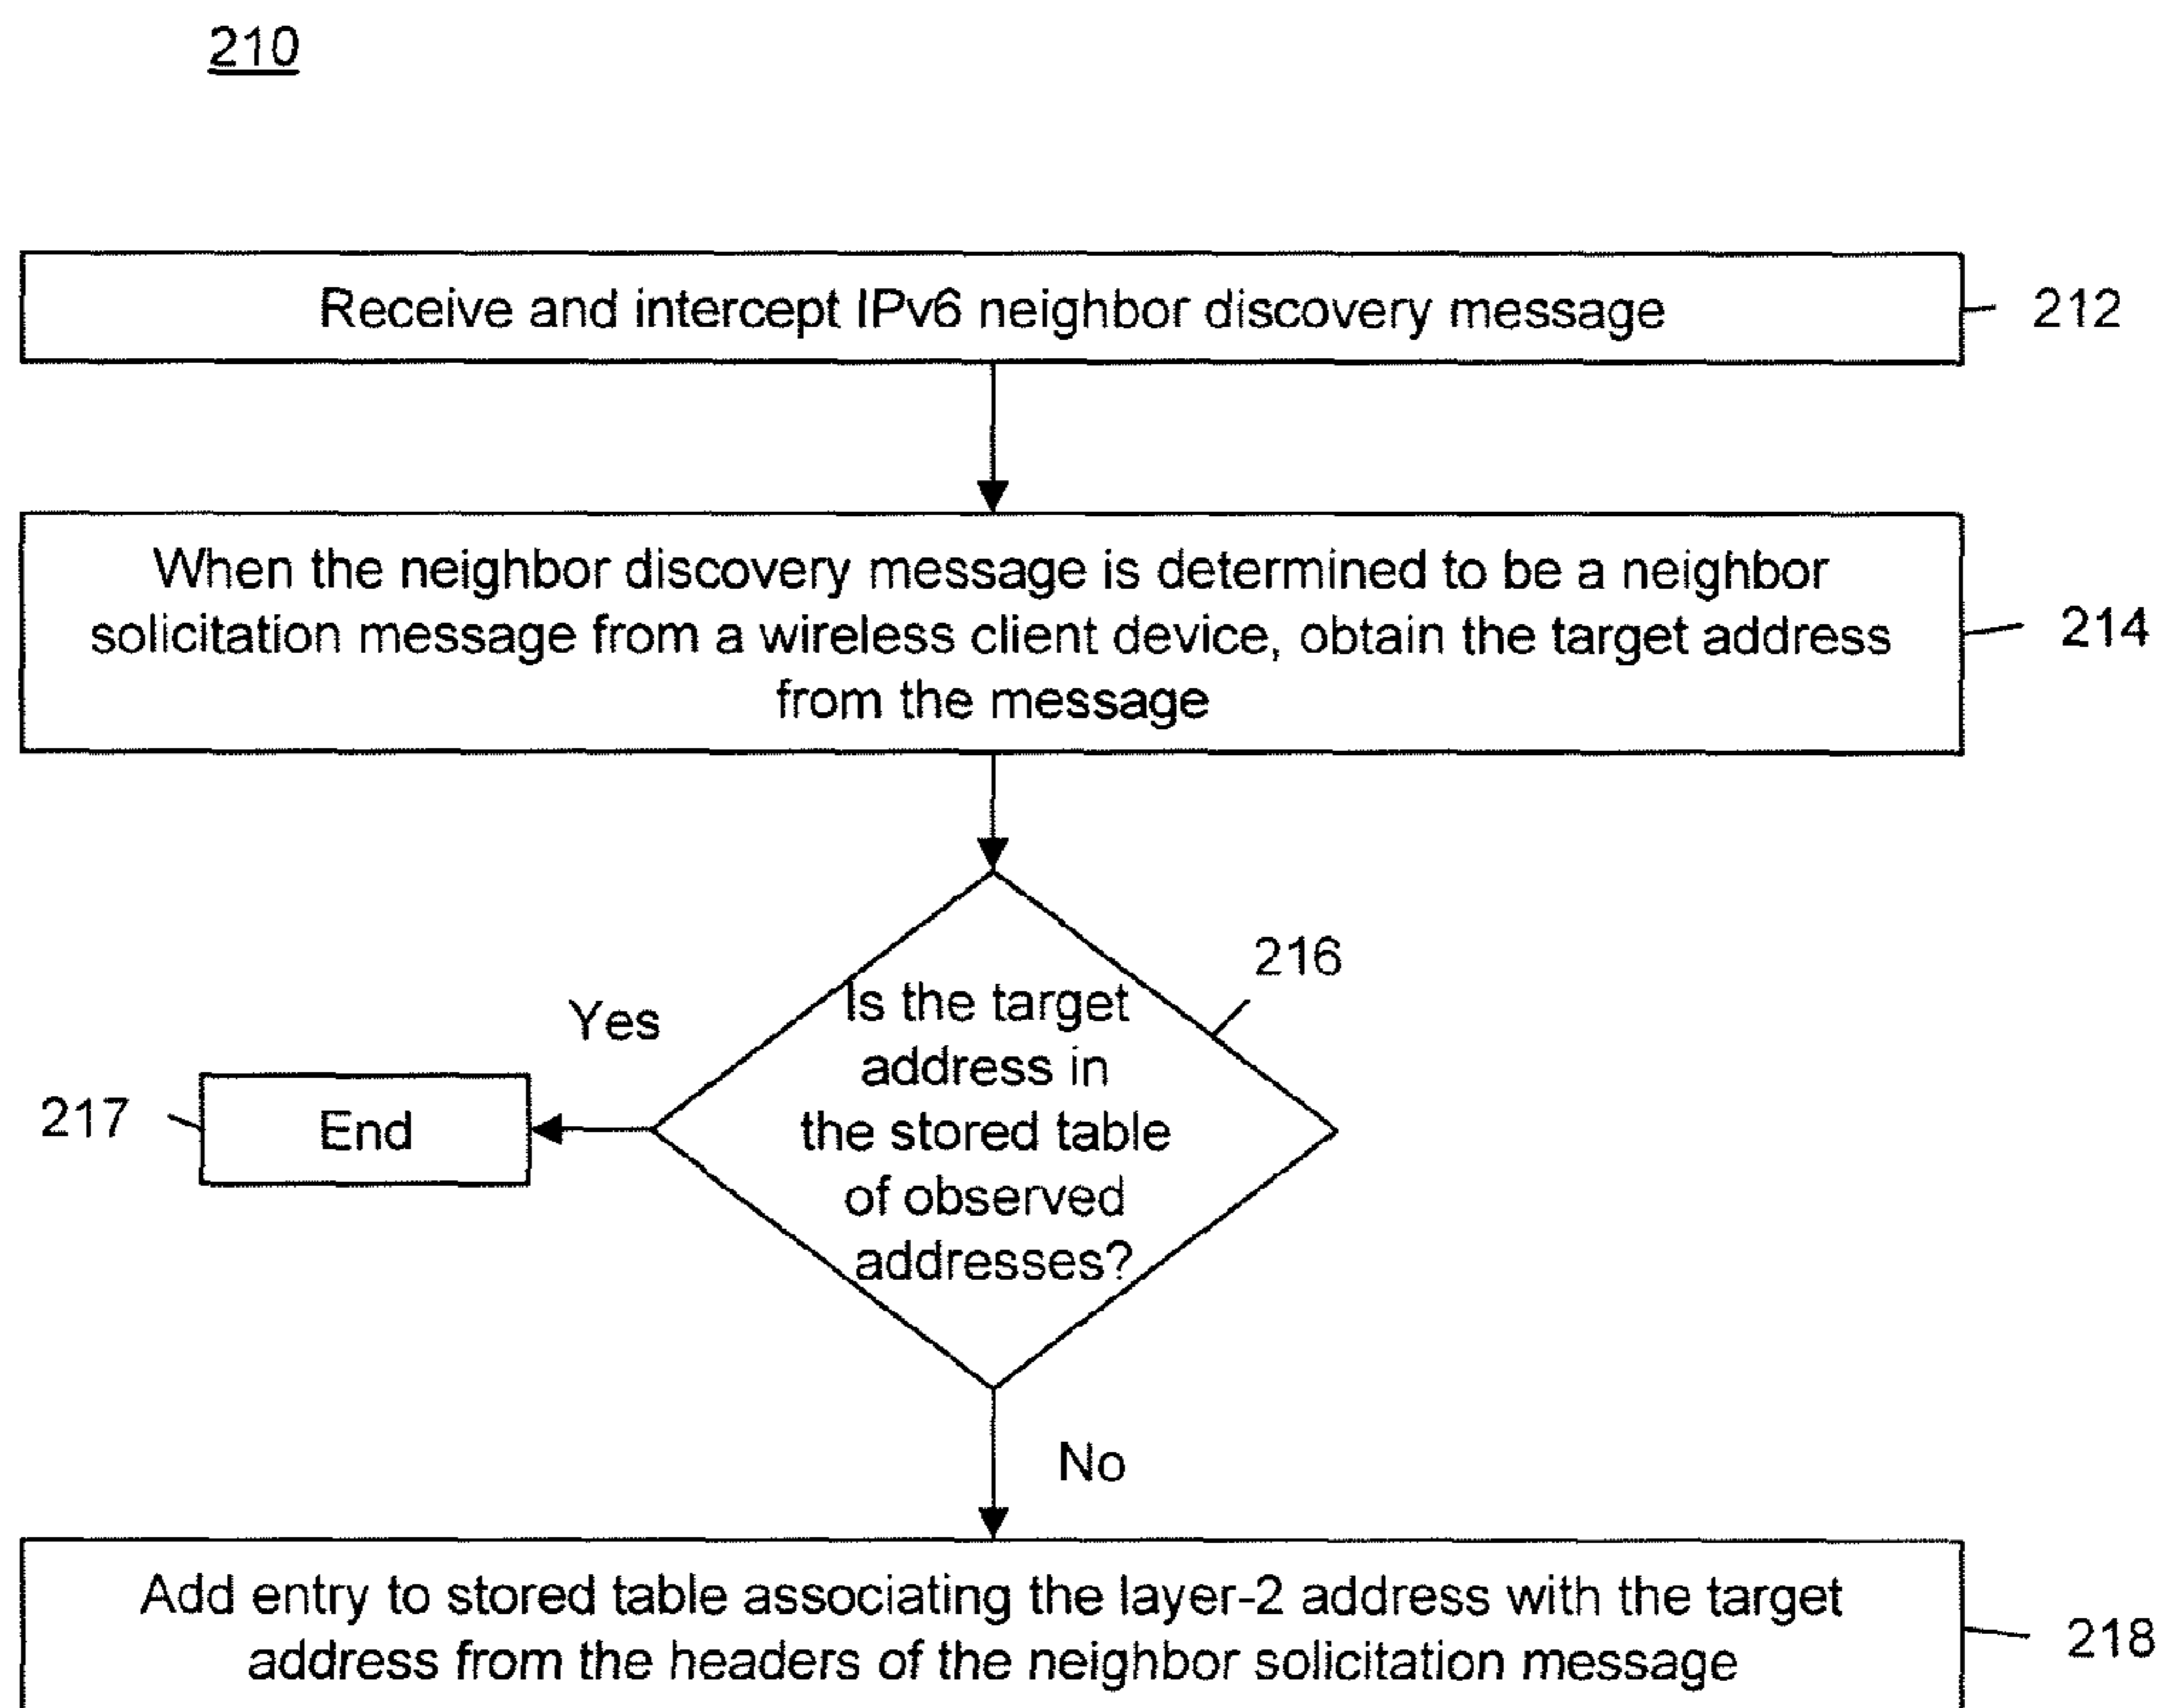 210
Receive and intercept IPv6 neighbor discovery message
212
When the neighbor discovery message is determined to be a neighbor
solicitation message from a wireless client device, obtain the target address
from the message
214
216
Is the target
address in
the stored table
of observed
addresses?
Yes
217
End
No
Add entry to stored table associating the layer-2 address with the target
address from the headers of the neighbor solicitation message
218